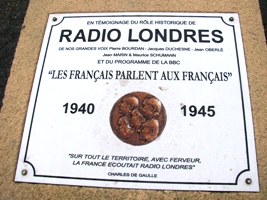 EN TÉMOIGNAGE DU RÔLE HISTORIQUE DE
RADIO LONDRES
DE NOS GRANDES VOIX Pierre BOURDAN - Jacques DUCHESNE - Jean OBERLÉ
Jean MARIN & Maurice SCHUMANN
ET DU PROGRAMME DE LA BBC
"LES FRANÇAIS PARLENT AUX FRANÇAIS"
1940 1945
"SUR TOUT LE TERRITOIRE, AVEC FERVEUR,
LA FRANCE ÉCOUTAIT RADIO LONDRES"
CHARLES DE GAULLE